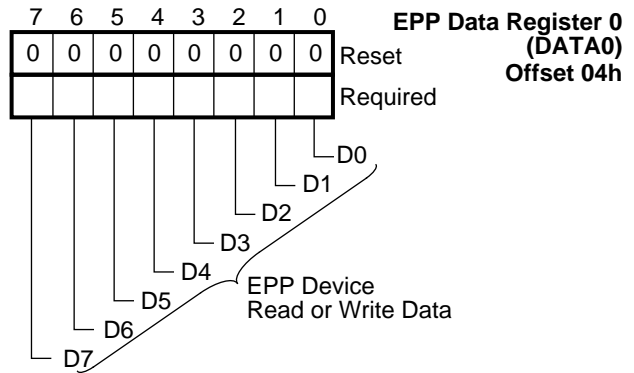 7 6 5 4 3 2 1 0
EPP Data Register 0
(DATA0)
Offset 04h
0 0 0 0 0 0 0 0 Reset
Required
D0
D1
D2
D3
D4
D5
D6
D7
EPP Device
Read or Write Data